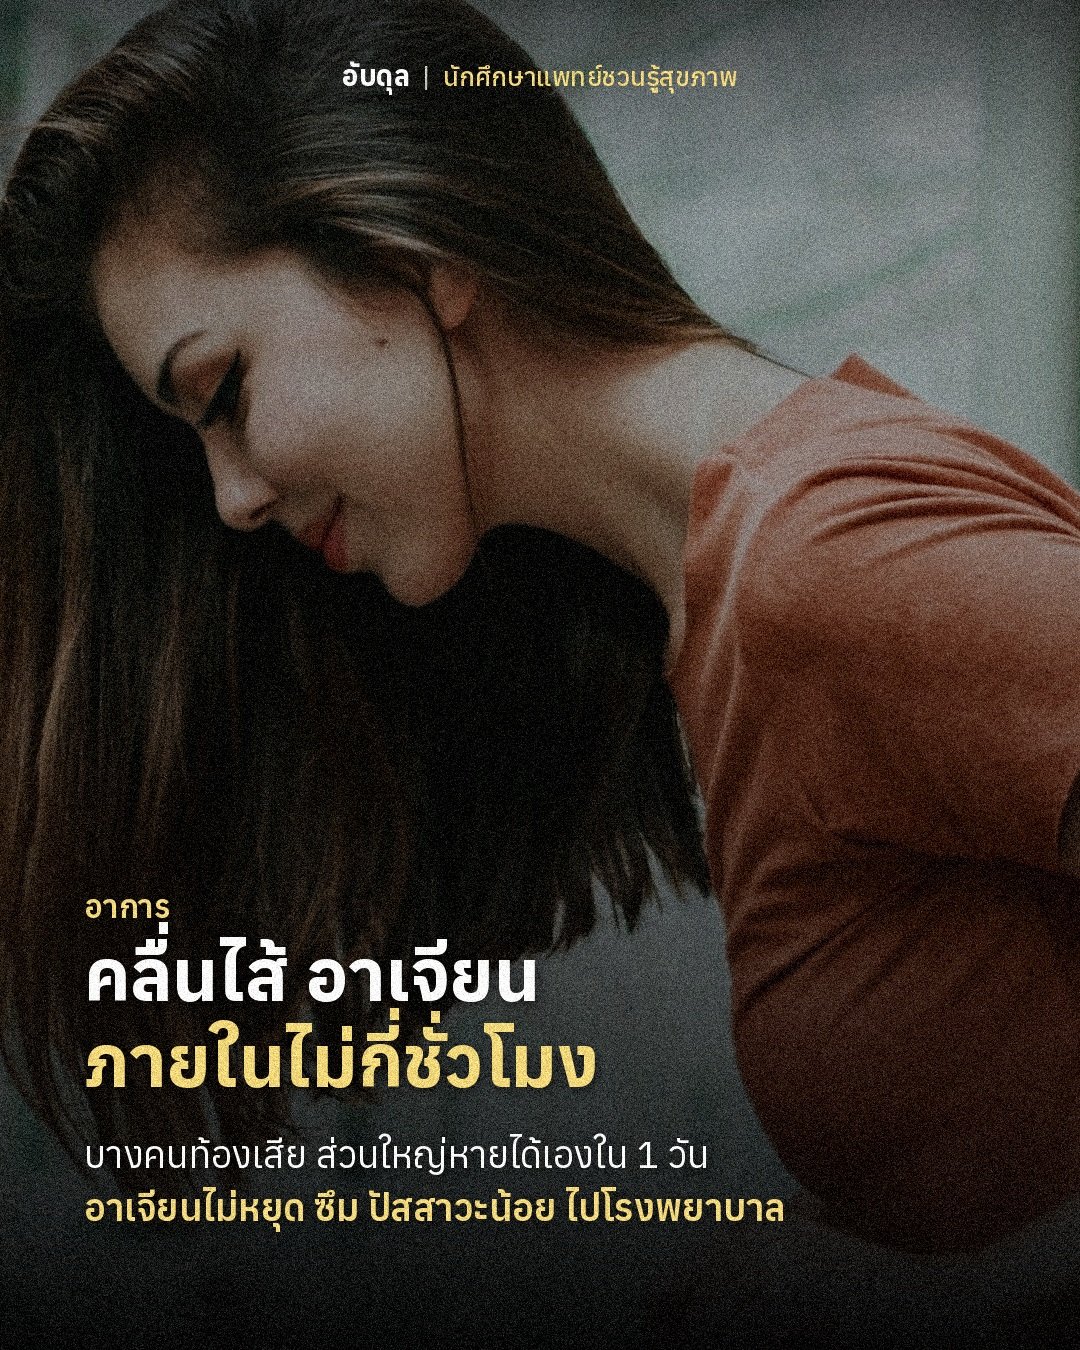 อับดุล | นักศึกษาแพทย์ชวนรู้สุขภาพ
อาการ
คลื่นไส้ อาเจียน
ภายในไม่กี่ชั่วโมง
บางคนท้องเสีย ส่วนใหญ่หายได้เองใน 1 วัน
อาเจียนไม่หยุด ซึม ปัสสาวะน้อย ไปโรงพยาบาล